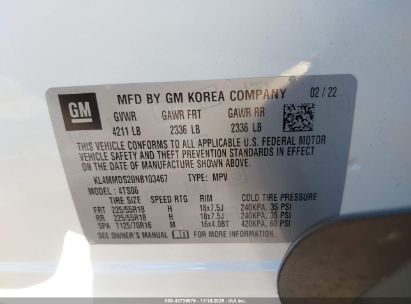 GM
MFD BY GM KOREA COMPANY 02 / 22
GVWR GAWR FRT GAWR RR
4211 LB 2336 LB 2336 LB
THIS VEHICLE CONFORMS TO ALL APPLICABLE U.S. FEDERAL MOTOR
VEHICLE SAFETY AND THEFT PREVENTION STANDARDS IN EFFECT
ON THE DATE OF MANUFACTURE SHOWN ABOVE.
KL4MMDS20NB103467 TYPE: MPV
MODEL: 4TS06
TIRE SIZE SPEED RTG RIM COLD TIRE PRESSURE
FRT 225/55R18 H 18x7.5J 240KPA, 35 PSI
RR 225/55R18 H 18x7.5J 240KPA, 35 PSI
SPA T125/70R16 M 16x4.0BT 420KPA, 60 PSI
SEE OWNER'S MANUAL FOR MORE INFORMATION.